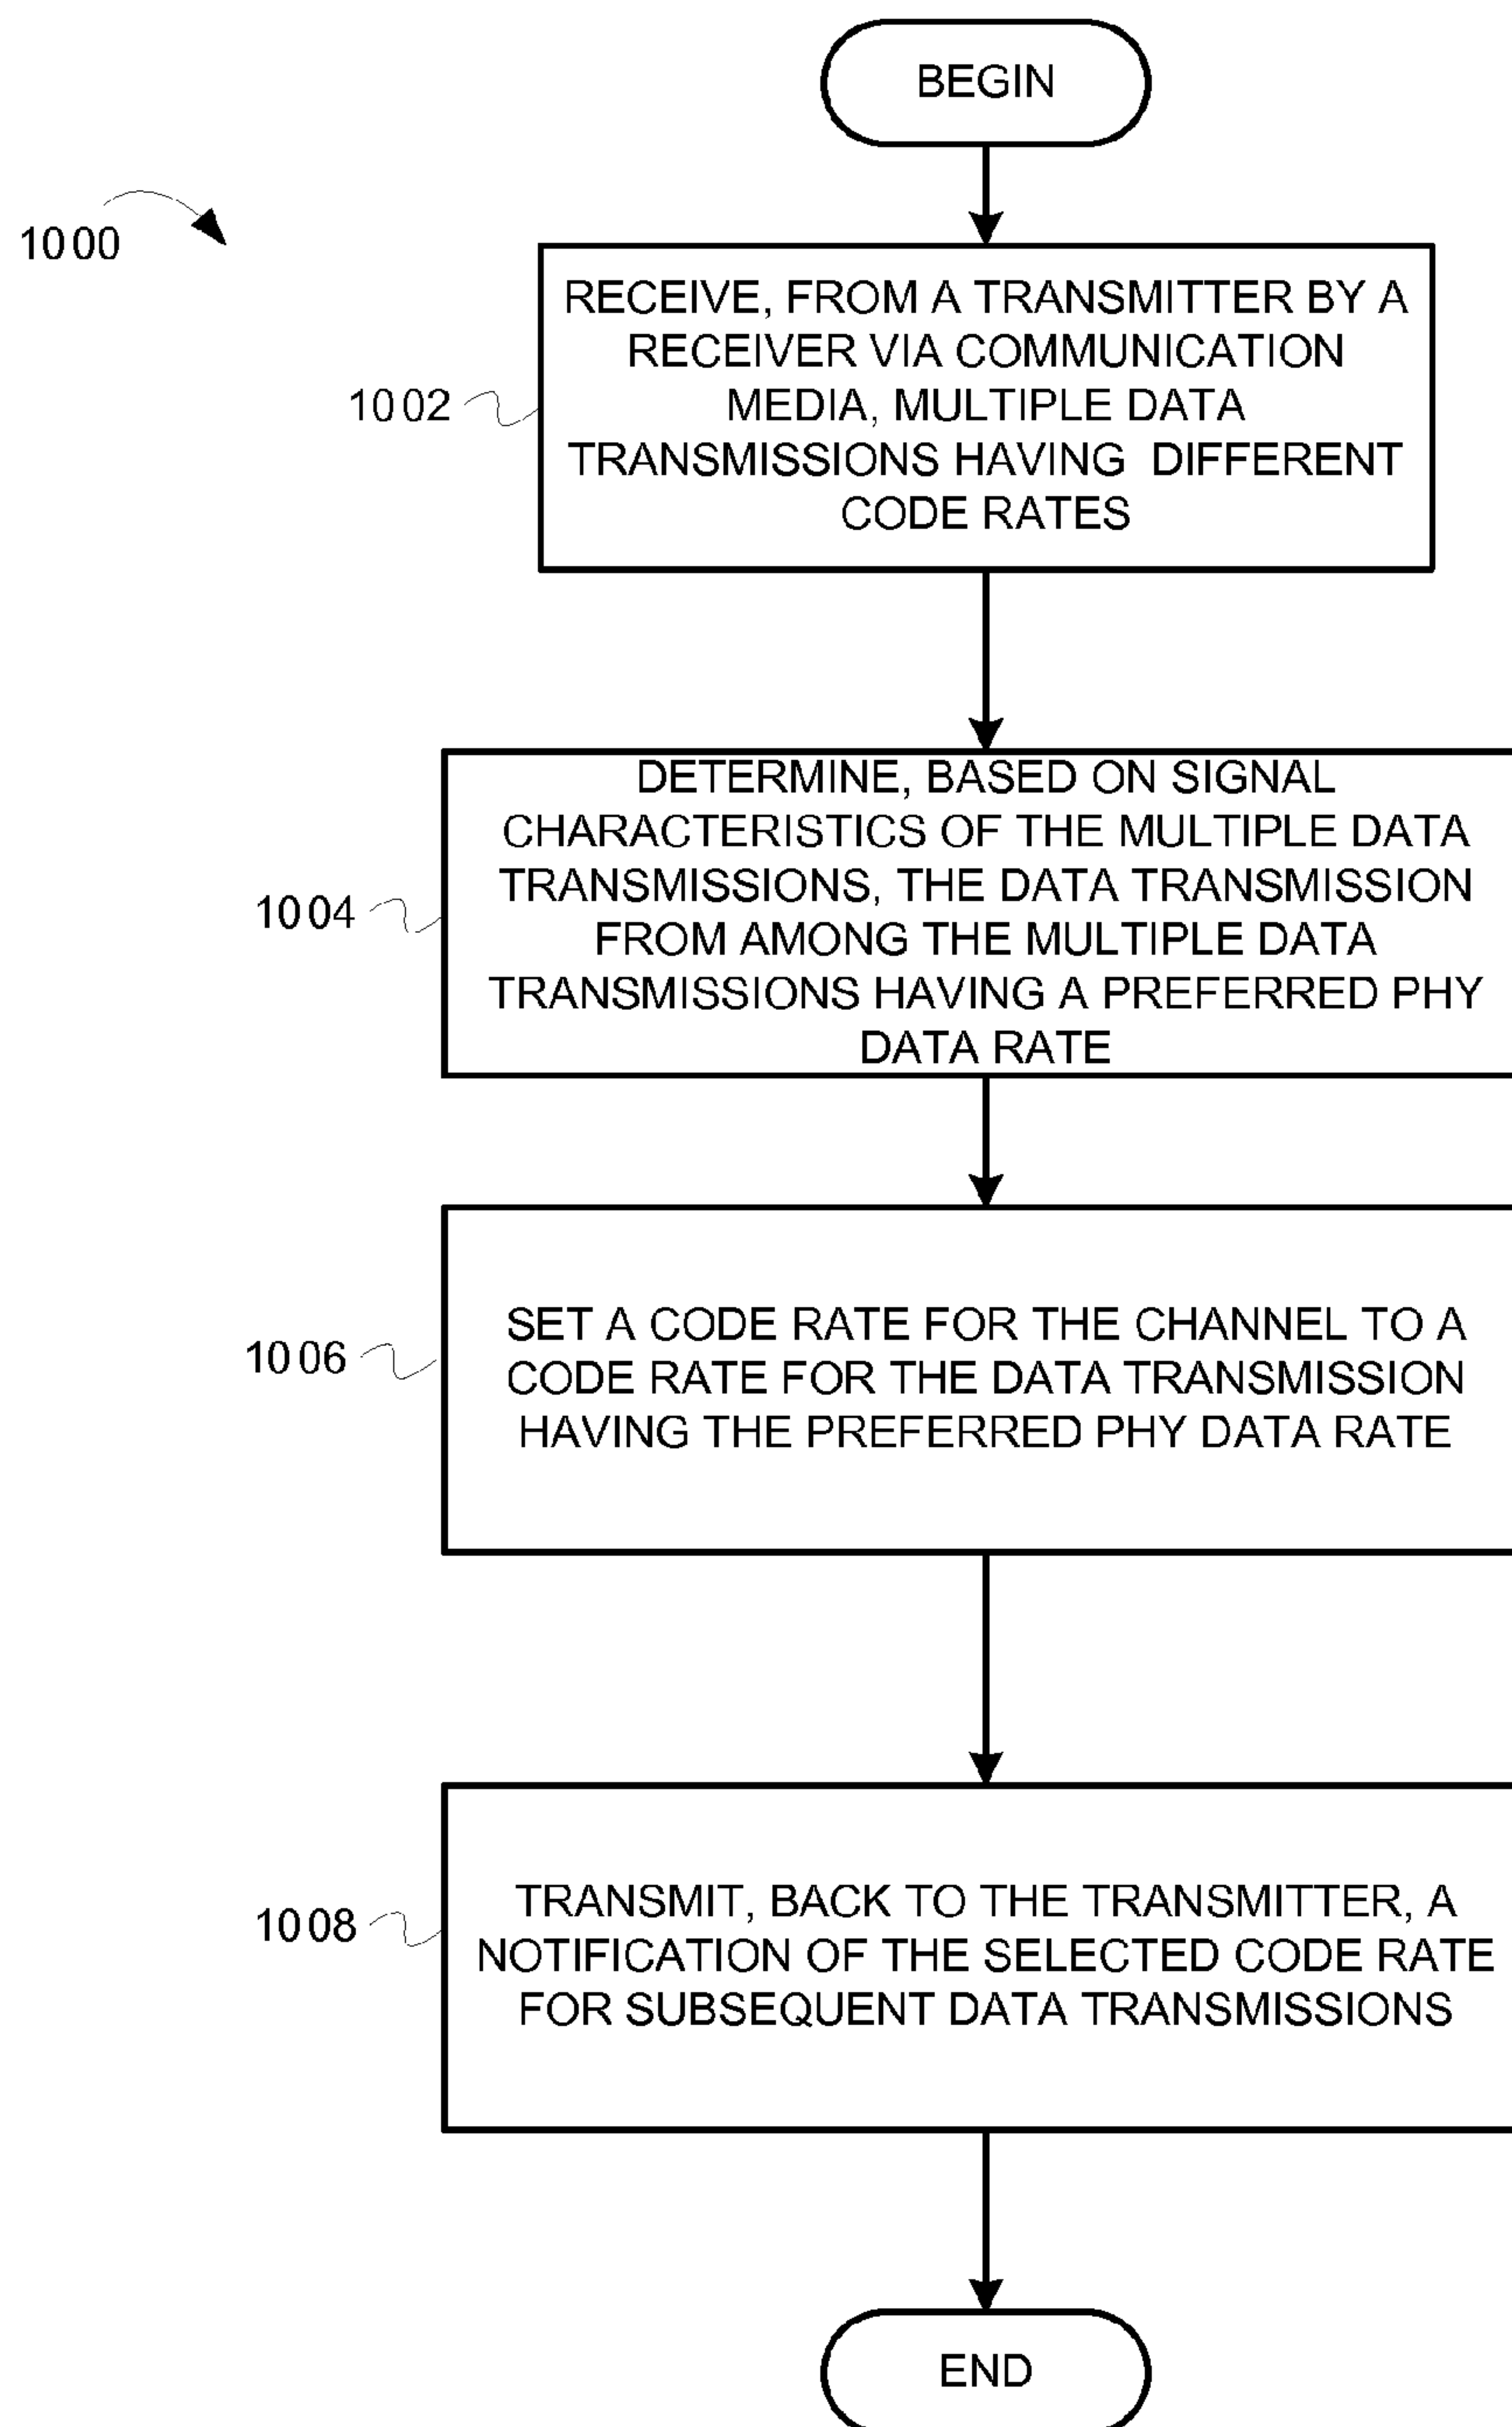 BEGIN
1000
RECEIVE, FROM A TRANSMITTER BY A
RECEIVER VIA COMMUNICATION
MEDIA, MULTIPLE DATA
TRANSMISSIONS HAVING DIFFERENT
CODE RATES
1002
DETERMINE, BASED ON SIGNAL
CHARACTERISTICS OF THE MULTIPLE DATA
TRANSMISSIONS, THE DATA TRANSMISSION
FROM AMONG THE MULTIPLE DATA
TRANSMISSIONS HAVING A PREFERRED PHY
DATA RATE
1004
SET A CODE RATE FOR THE CHANNEL TO A
CODE RATE FOR THE DATA TRANSMISSION
HAVING THE PREFERRED PHY DATA RATE
1006
TRANSMIT, BACK TO THE TRANSMITTER, A
NOTIFICATION OF THE SELECTED CODE RATE
FOR SUBSEQUENT DATA TRANSMISSIONS
1008
END